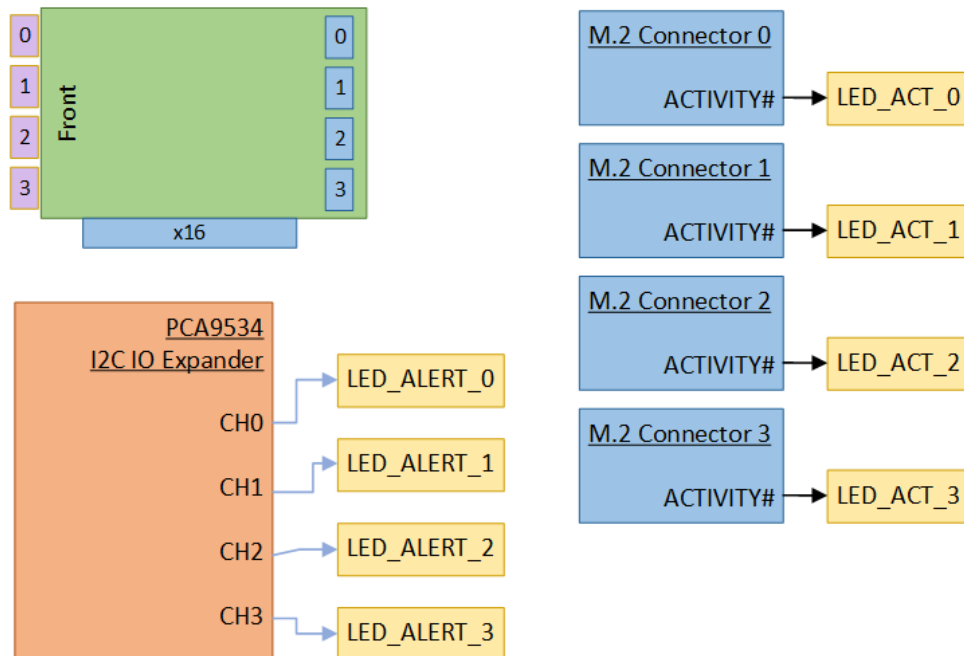 0
1
2
3
Front
0
1
2
3
x16
PCA9534
I2C IO Expander
CH0
CH1
CH2
CH3
LED_ALERT_0
LED_ALERT_1
LED_ALERT_2
LED_ALERT_3
M.2 Connector 0
ACTIVITY#
LED_ACT_0
M.2 Connector 1
ACTIVITY#
LED_ACT_1
M.2 Connector 2
ACTIVITY#
LED_ACT_2
M.2 Connector 3
ACTIVITY#
LED_ACT_3